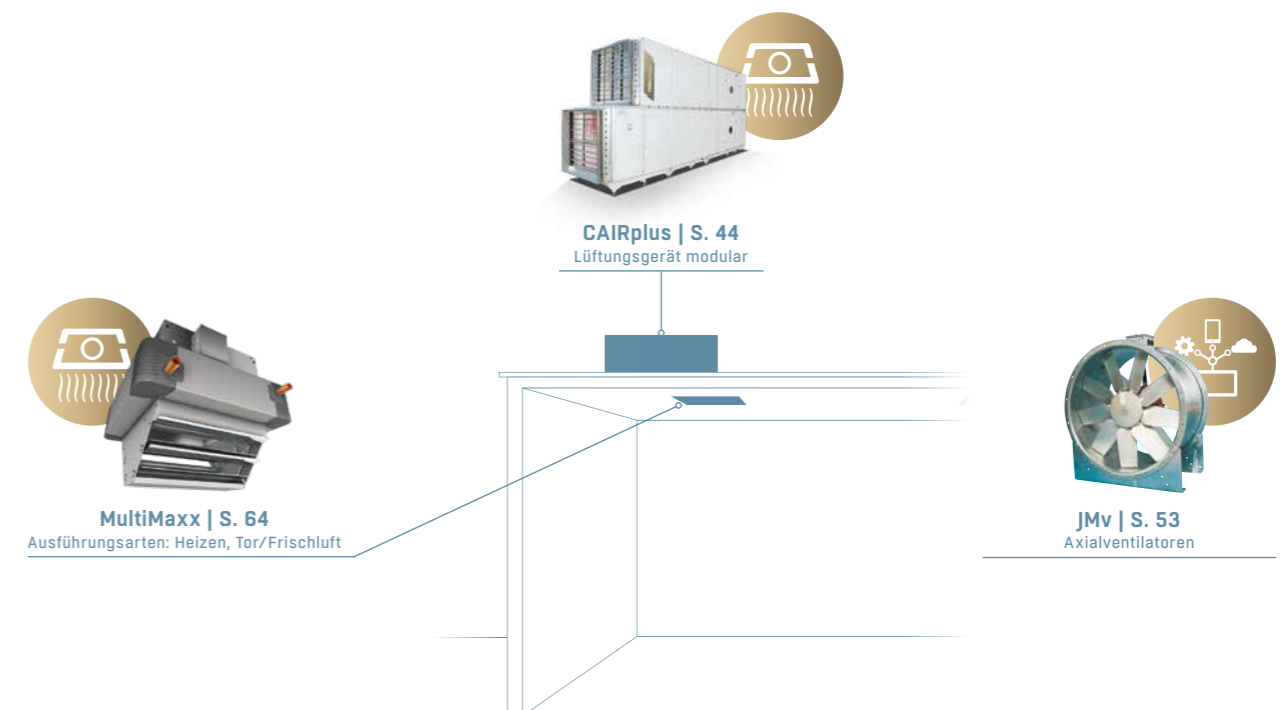 CAIRplus | S. 44
Lüftungsgerät modular
MultiMaxx | S. 64
Ausführungsarten: Heizen, Tor/Frischluft
JMv | S. 53
Axialventilatoren